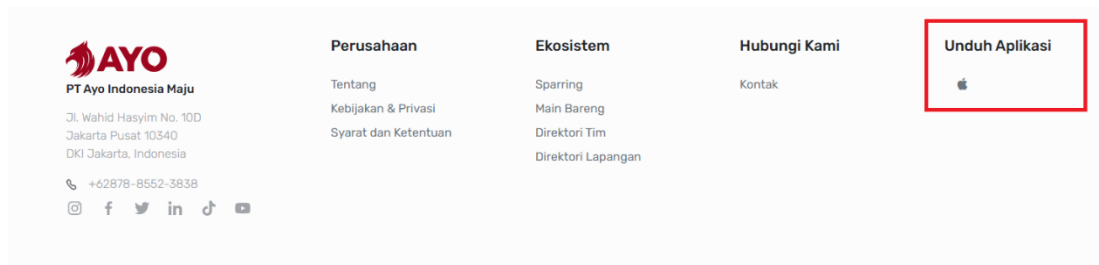 AYO
PT Ayo Indonesia Maju
Jl. Wahid Hasyim No. 10D
Jakarta Pusat 10340
DKI Jakarta, Indonesia
+62878-8552-3838
Perusahaan
Tentang
Kebijakan & Privasi
Syarat dan Ketentuan
Ekosistem
Sparring
Main Bareng
Direktori Tim
Direktori Lapangan
Hubungi Kami
Kontak
Unduh Aplikasi